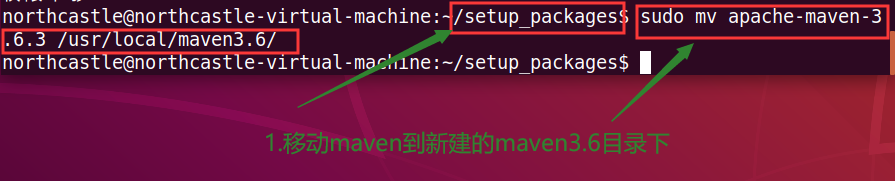 northcastle@northcastle-virtual-machine:~/setup_packages$ sudo mv apache-maven-3
.6.3 /usr/local/maven3.6/
northcastle@northcastle-virtual-machine:~/setup_packages$
1.移动maven到新建的maven3.6目录下